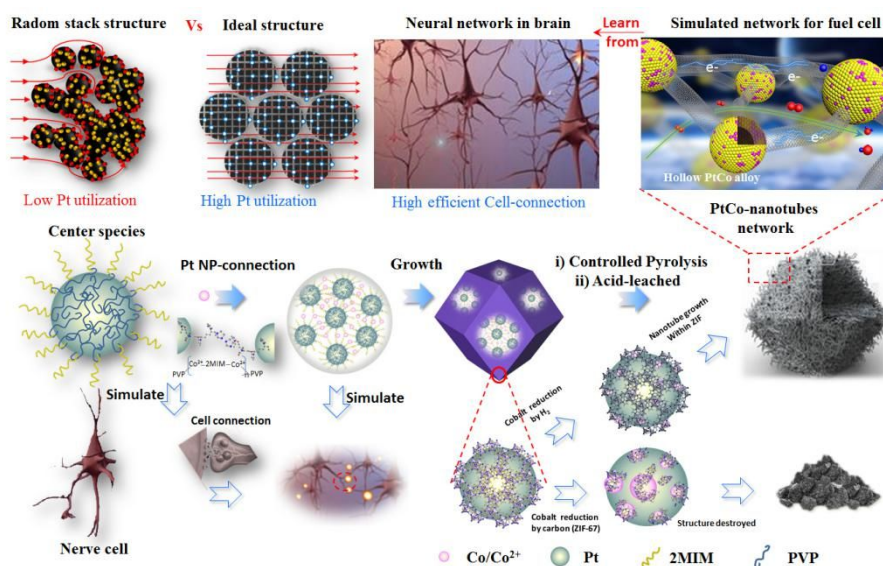 Radom stack structure
Vs
Ideal structure
Neural network in brain
Learn
from
Simulated network for fuel cell
e-
e-
e-
Hollow PtCo alloy
Low Pt utilization
High Pt utilization
High efficient Cell-connection
PtCo-nanotubes
network
Center species
Pt NP-connection
Growth
i) Controlled Pyrolysis
ii) Acid-leached
Nanotube growth
Within ZIF
Co²⁺-2MIM–Co²⁺
PVP
PVP
Simulate
Cell connection
Simulate
Cobalt reduction
by H₂
Cobalt reduction
by carbon (ZIF-67)
Structure destroyed
Nerve cell
Co/Co²⁺
Pt
2MIM
PVP